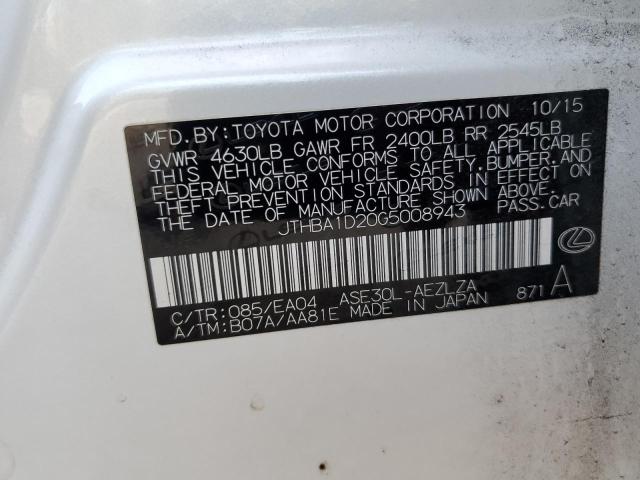 MFD. BY: TOYOTA MOTOR CORPORATION 10/15
GVWR 4630LB GAWR FR 2400LB RR 2545LB
THIS VEHICLE CONFORMS TO ALL APPLICABLE
FEDERAL MOTOR VEHICLE SAFETY, BUMPER, AND
THEFT PREVENTION STANDARDS IN EFFECT ON
THE DATE OF MANUFACTURE SHOWN ABOVE.
JTHBA1D20G5008943 PASS. CAR
C/TR: 085/EA04 ASE30L-AEZLZA
A/TM: B07A/AA81E MADE IN JAPAN 871 A